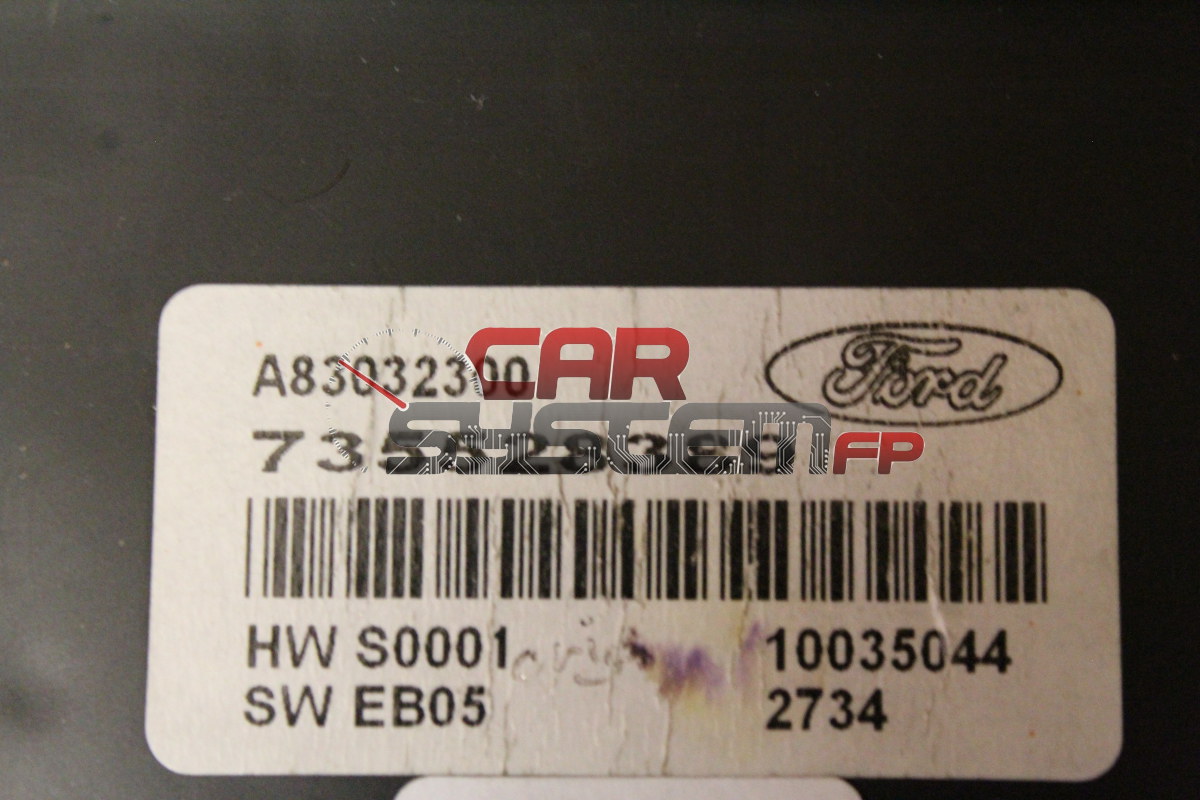 A83032300
Ford
CAR
SYSTEM FP
HW S0001
10035044
SW EB05
2734